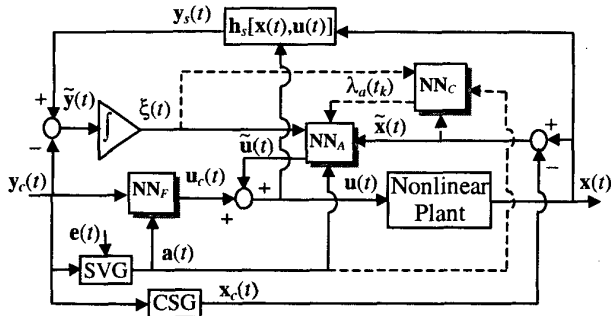 y_s(t)
h_s[x(t),u(t)]
+
ỹ(t)
∫
ξ(t)
λ_a(t_k)
NN_C
−
ũ(t)
NN_A
x̃(t)
+
−
y_c(t)
NN_F
u_c(t)
+
+
u(t)
Nonlinear
Plant
x(t)
e(t)
SVG
a(t)
CSG
x_c(t)